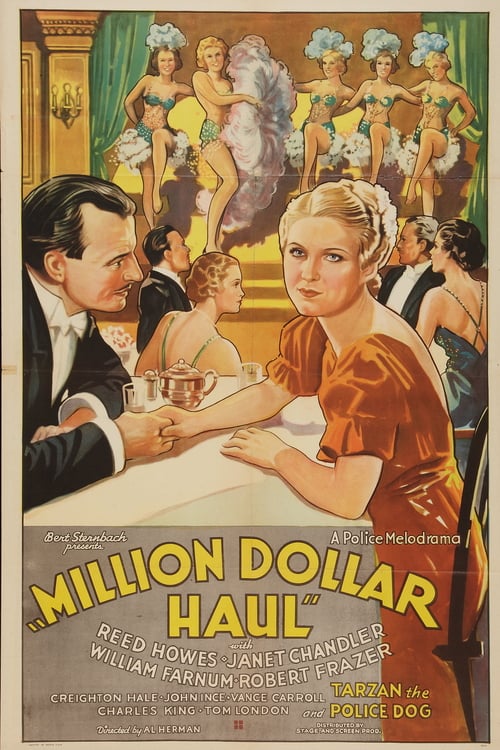 Bert Sternbach
presents
A Police Melodrama
"MILLION DOLLAR
HAUL"
with
REED HOWES · JANET CHANDLER
WILLIAM FARNUM · ROBERT FRAZER
CREIGHTON HALE · JOHN INCE · VANCE CARROLL
CHARLES KING · TOM LONDON
and TARZAN the
POLICE DOG
Directed by AL HERMAN
DISTRIBUTED BY
STAGE AND SCREEN PROD.